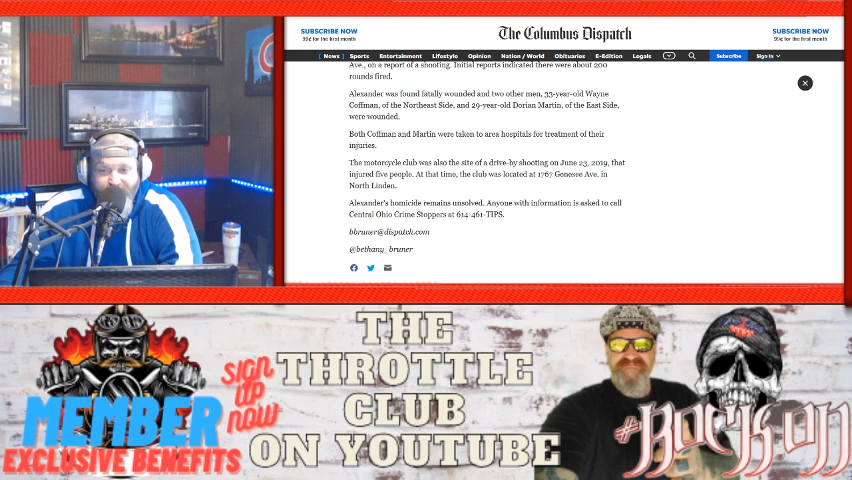 SUBSCRIBE NOW
99¢ for the first month
The Columbus Dispatch
SUBSCRIBE NOW
99¢ for the first month
[ News ] Sports Entertainment Lifestyle Opinion Nation / World Obituaries E-Edition Legals Subscribe Sign In
Ave., on a report of a shooting. Initial reports indicated there were about 200
rounds fired.
Alexander was found fatally wounded and two other men, 33-year-old Wayne
Coffman, of the Northeast Side, and 29-year-old Dorian Martin, of the East Side,
were wounded.
Both Coffman and Martin were taken to area hospitals for treatment of their
injuries.
The motorcycle club was also the site of a drive-by shooting on June 23, 2019, that
injured five people. At that time, the club was located at 1767 Genesee Ave. in
North Linden.
Alexander's homicide remains unsolved. Anyone with information is asked to call
Central Ohio Crime Stoppers at 614-461-TIPS.
bbruner@dispatch.com
@bethany_bruner
MEMBER
EXCLUSIVE BENEFITS
SIGN
UP
NOW
THE
THROTTLE
CLUB
ON YOUTUBE
#ROCK ON